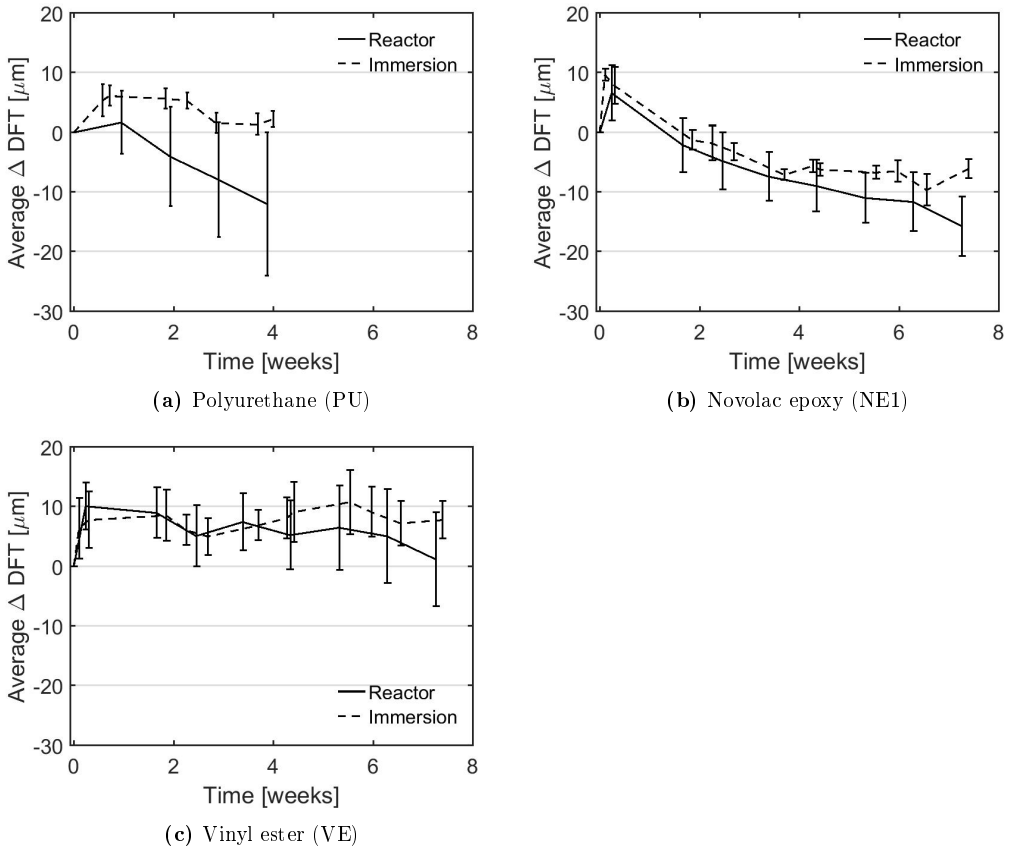 20
10
0
-10
-20
-30
Average Δ DFT [μm]
Reactor
Immersion
0 2 4 6 8
Time [weeks]
(a) Polyurethane (PU)
20
10
0
-10
-20
-30
Average Δ DFT [μm]
Reactor
Immersion
0 2 4 6 8
Time [weeks]
(b) Novolac epoxy (NE1)
20
10
0
-10
-20
-30
Average Δ DFT [μm]
Reactor
Immersion
0 2 4 6 8
Time [weeks]
(c) Vinyl ester (VE)